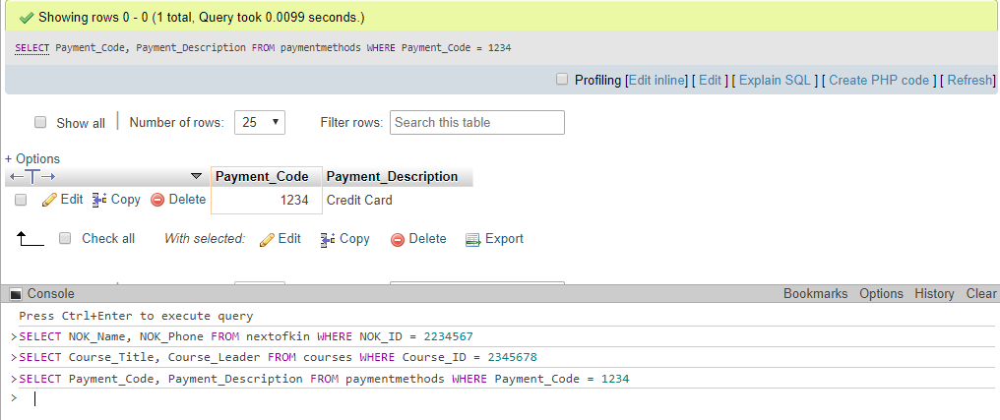 Showing rows 0 - 0 (1 total, Query took 0.0099 seconds.)
SELECT Payment_Code, Payment_Description FROM paymentmethods WHERE Payment_Code = 1234
Profiling [Edit inline] [ Edit ] [ Explain SQL ] [ Create PHP code ] [ Refresh]
Show all | Number of rows: 25 Filter rows: Search this table
+ Options
←T→ Payment_Code Payment_Description
Edit Copy Delete 1234 Credit Card
Check all With selected: Edit Copy Delete Export
Console Bookmarks Options History Clear
Press Ctrl+Enter to execute query
>SELECT NOK_Name, NOK_Phone FROM nextofkin WHERE NOK_ID = 2234567
>SELECT Course_Title, Course_Leader FROM courses WHERE Course_ID = 2345678
>SELECT Payment_Code, Payment_Description FROM paymentmethods WHERE Payment_Code = 1234
>